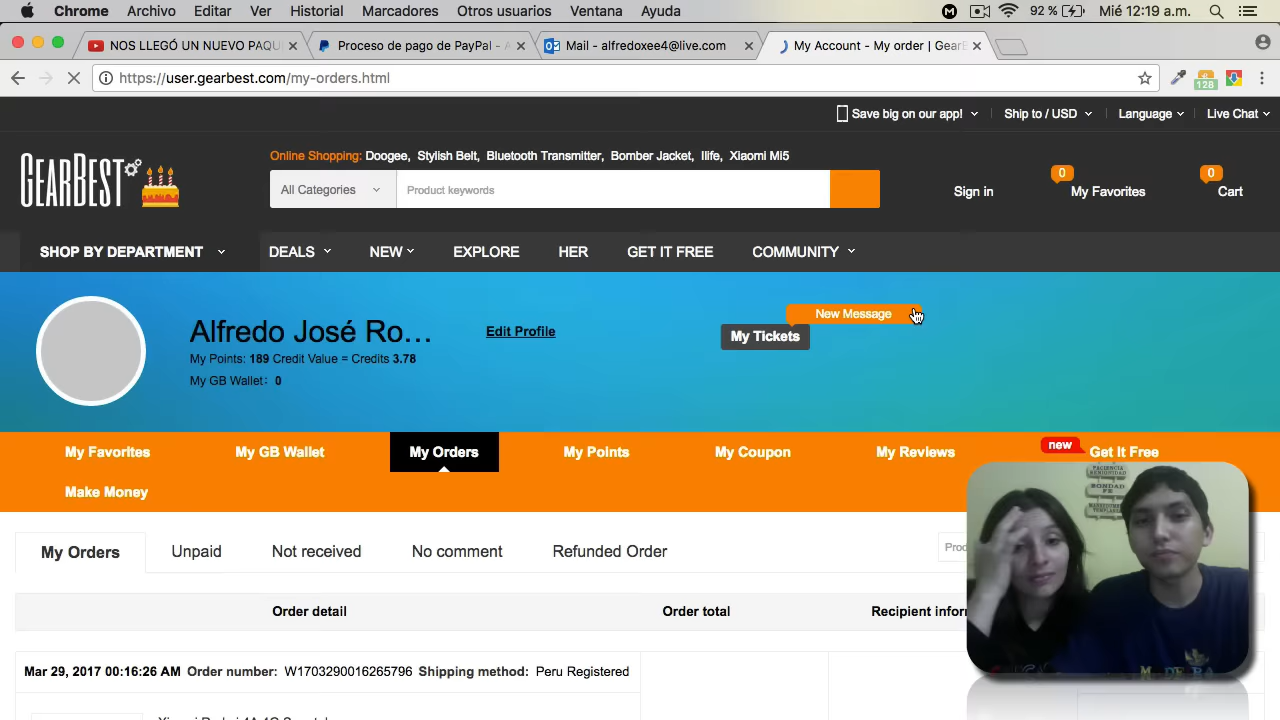 Chrome Archivo Editar Ver Historial Marcadores Otros usuarios Ventana Ayuda 92 % Mié 12:19 a.m.
NOS LLEGÓ UN NUEVO PAQU Proceso de pago de PayPal - A Mail - alfredoxee4@live.com My Account - My order | GearB
https://user.gearbest.com/my-orders.html
128
Save big on our app! Ship to / USD Language Live Chat
GEARBEST
Online Shopping: Doogee, Stylish Belt, Bluetooth Transmitter, Bomber Jacket, Ilife, Xiaomi Mi5
All Categories Product keywords
Sign in 0 My Favorites 0 Cart
SHOP BY DEPARTMENT DEALS NEW EXPLORE HER GET IT FREE COMMUNITY
Alfredo José Ro... Edit Profile
New Message
My Tickets
My Points: 189 Credit Value = Credits 3.78
My GB Wallet: 0
My Favorites My GB Wallet My Orders My Points My Coupon My Reviews new Get It Free
Make Money
PACIENCIA
BENIGNIDAD
BONDAD
FE
My Orders Unpaid Not received No comment Refunded Order
Order detail Order total Recipient
Mar 29, 2017 00:16:26 AM Order number: W1703290016265796 Shipping method: Peru Registered